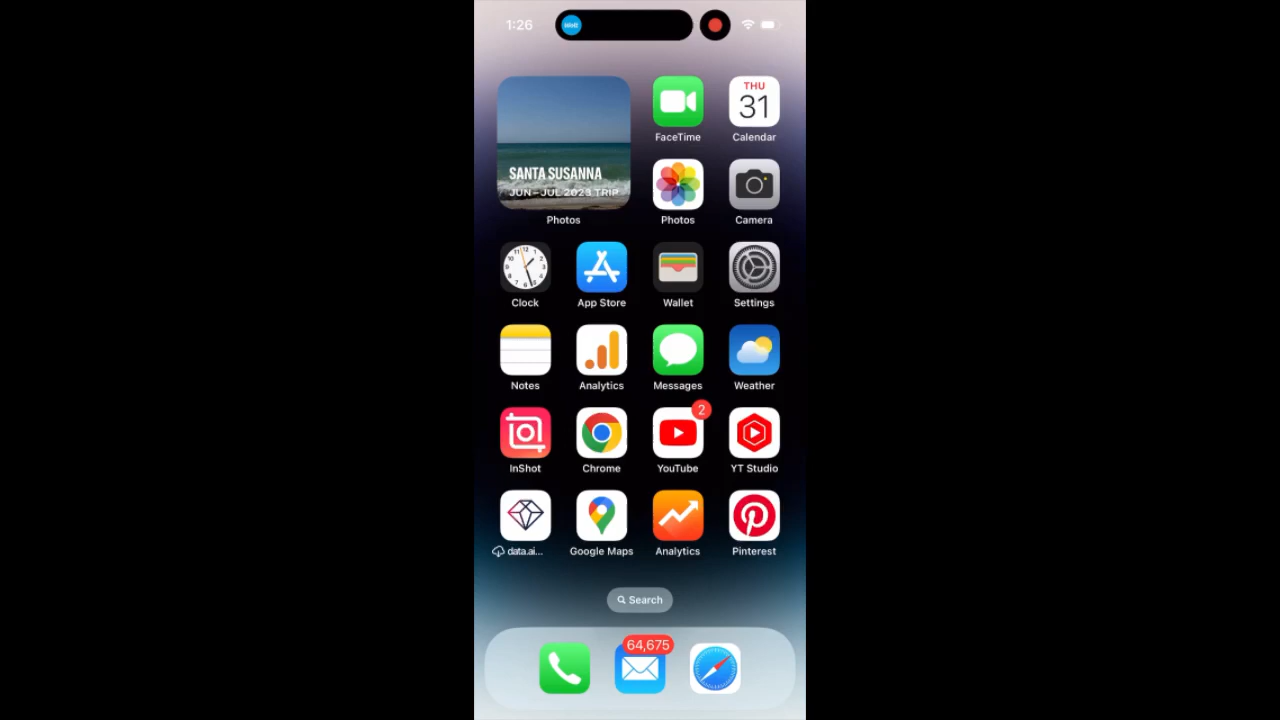 1:26
THU
31
FaceTime
Calendar
SANTA SUSANNA
JUN – JUL 2023 TRIP
Photos
Photos
Camera
Clock
App Store
Wallet
Settings
Notes
Analytics
Messages
Weather
2
InShot
Chrome
YouTube
YT Studio
data.ai...
Google Maps
Analytics
Pinterest
Search
64,675